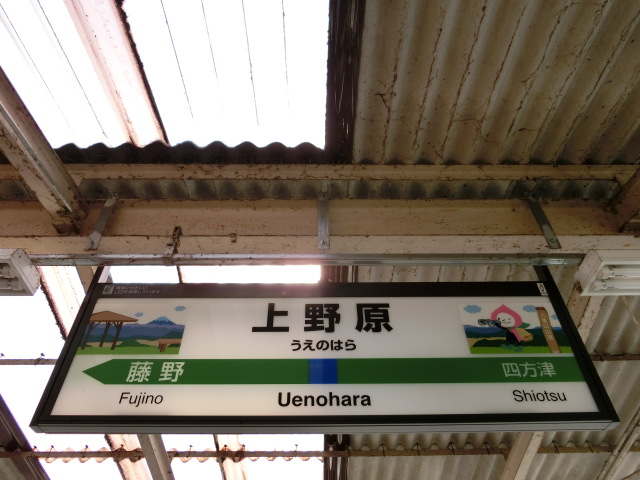 上野原
うえのはら
藤野
四方津
Fujino
Uenohara
Shiotsu